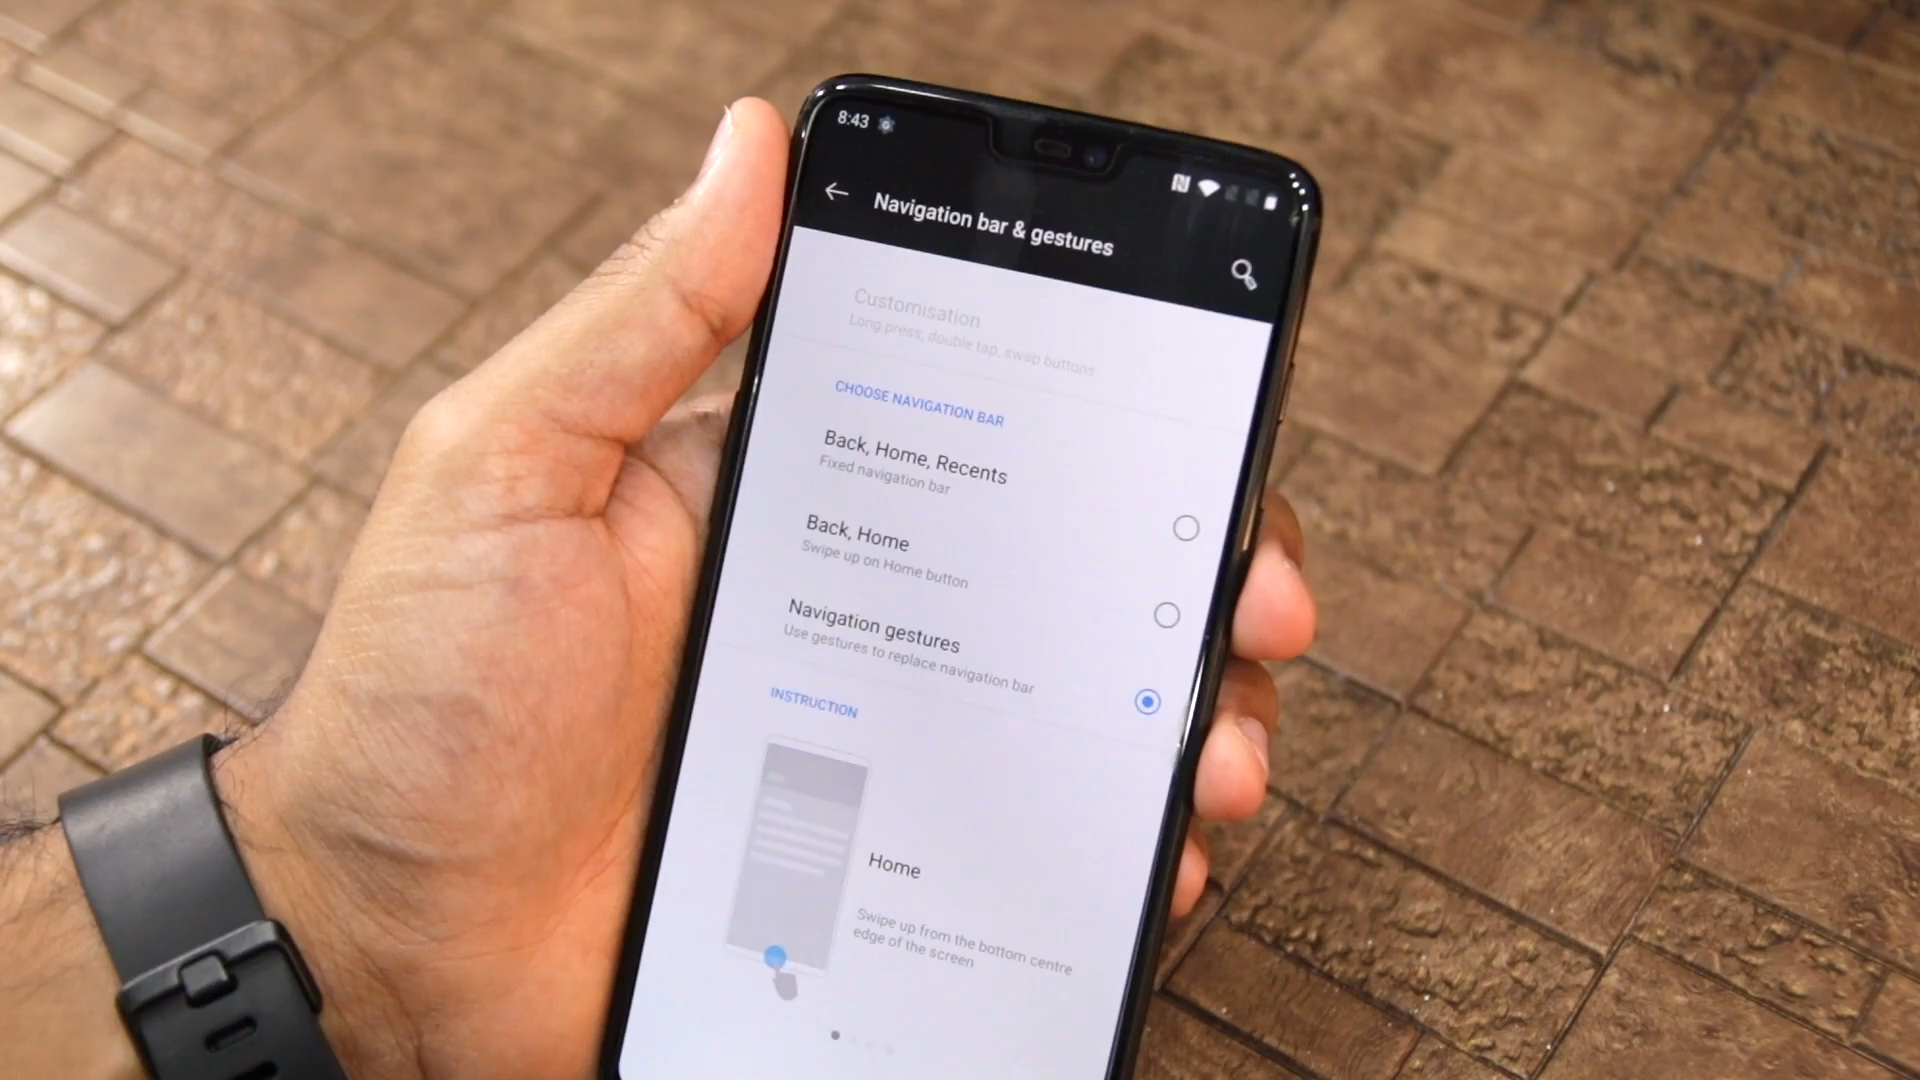 8:43
Navigation bar & gestures
Customisation
Long press, double tap, swap buttons
CHOOSE NAVIGATION BAR
Back, Home, Recents
Fixed navigation bar
Back, Home
Swipe up on Home button
Navigation gestures
Use gestures to replace navigation bar
INSTRUCTION
Home
Swipe up from the bottom centre
edge of the screen